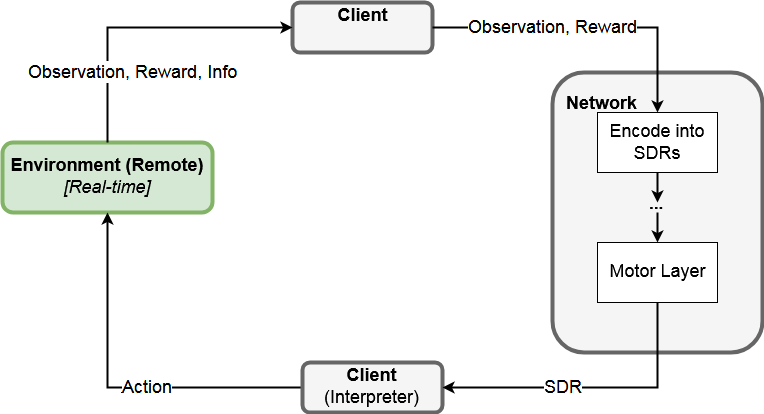 Client
Observation, Reward
Observation, Reward, Info
Network
Encode into
SDRs
Environment (Remote)
[Real-time]
...
Motor Layer
Client
(Interpreter)
Action
SDR